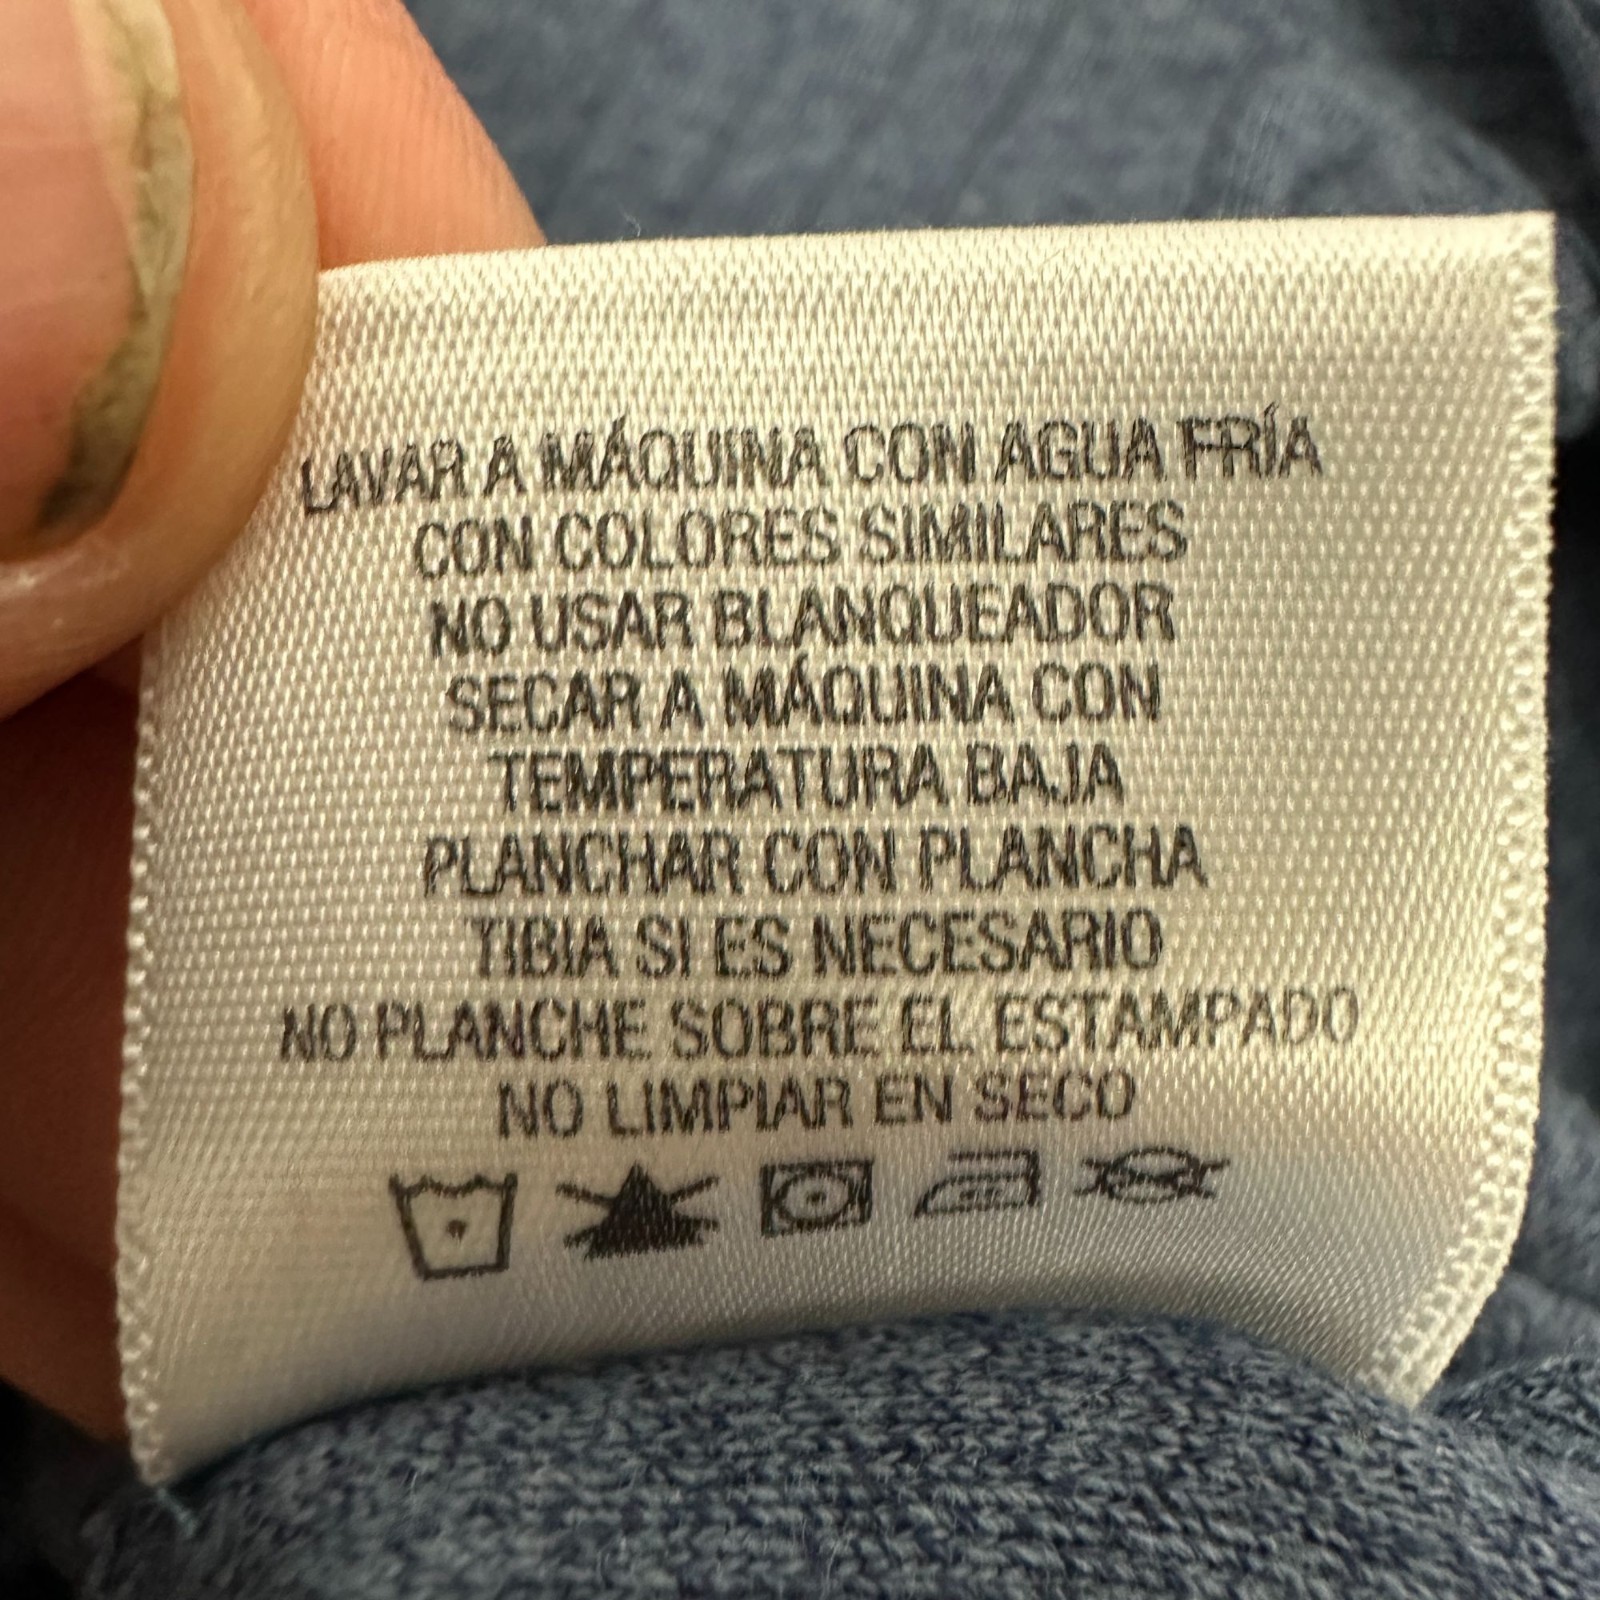 LAVAR A MÁQUINA CON AGUA FRÍA
CON COLORES SIMILARES
NO USAR BLANQUEADOR
SECAR A MÁQUINA CON
TEMPERATURA BAJA
PLANCHAR CON PLANCHA
TIBIA SI ES NECESARIO
NO PLANCHE SOBRE EL ESTAMPADO
NO LIMPIAR EN SECO